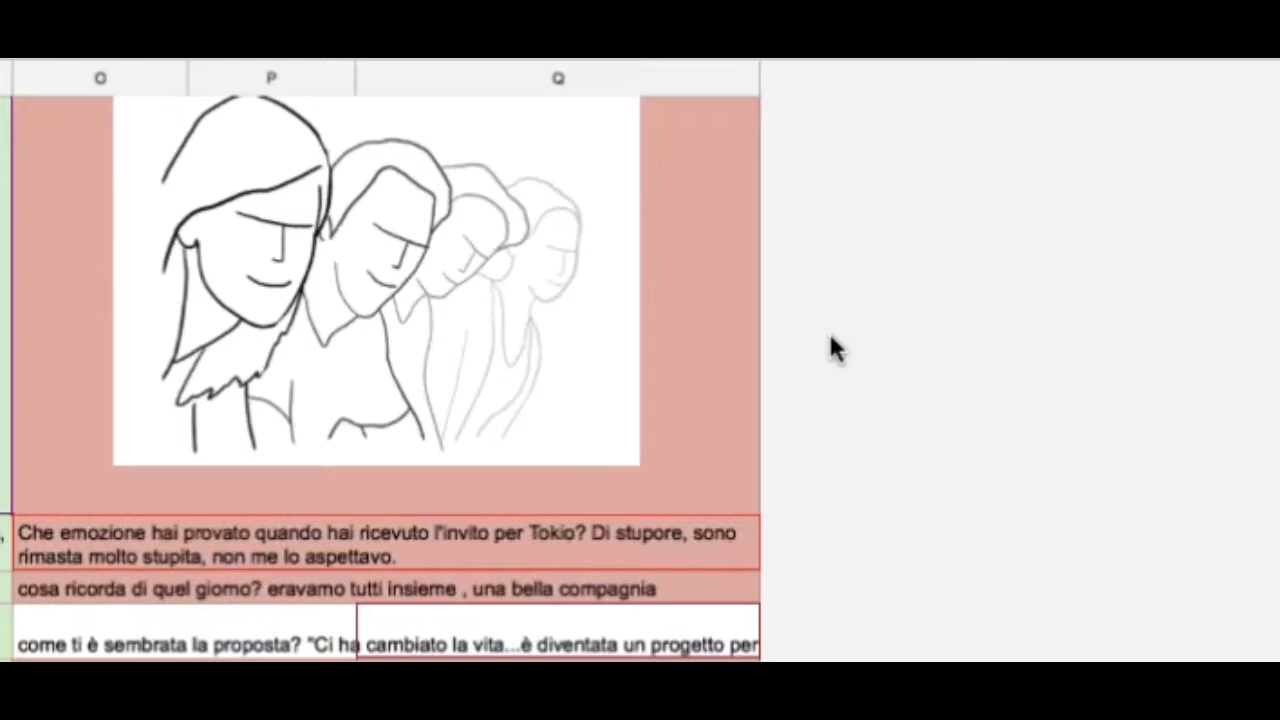 O P Q
Che emozione hai provato quando hai ricevuto l'invito per Tokio? Di stupore, sono
rimasta molto stupita, non me lo aspettavo.
cosa ricorda di quel giorno? eravamo tutti insieme , una bella compagnia
come ti è sembrata la proposta? "Ci ha cambiato la vita...è diventata un progetto per